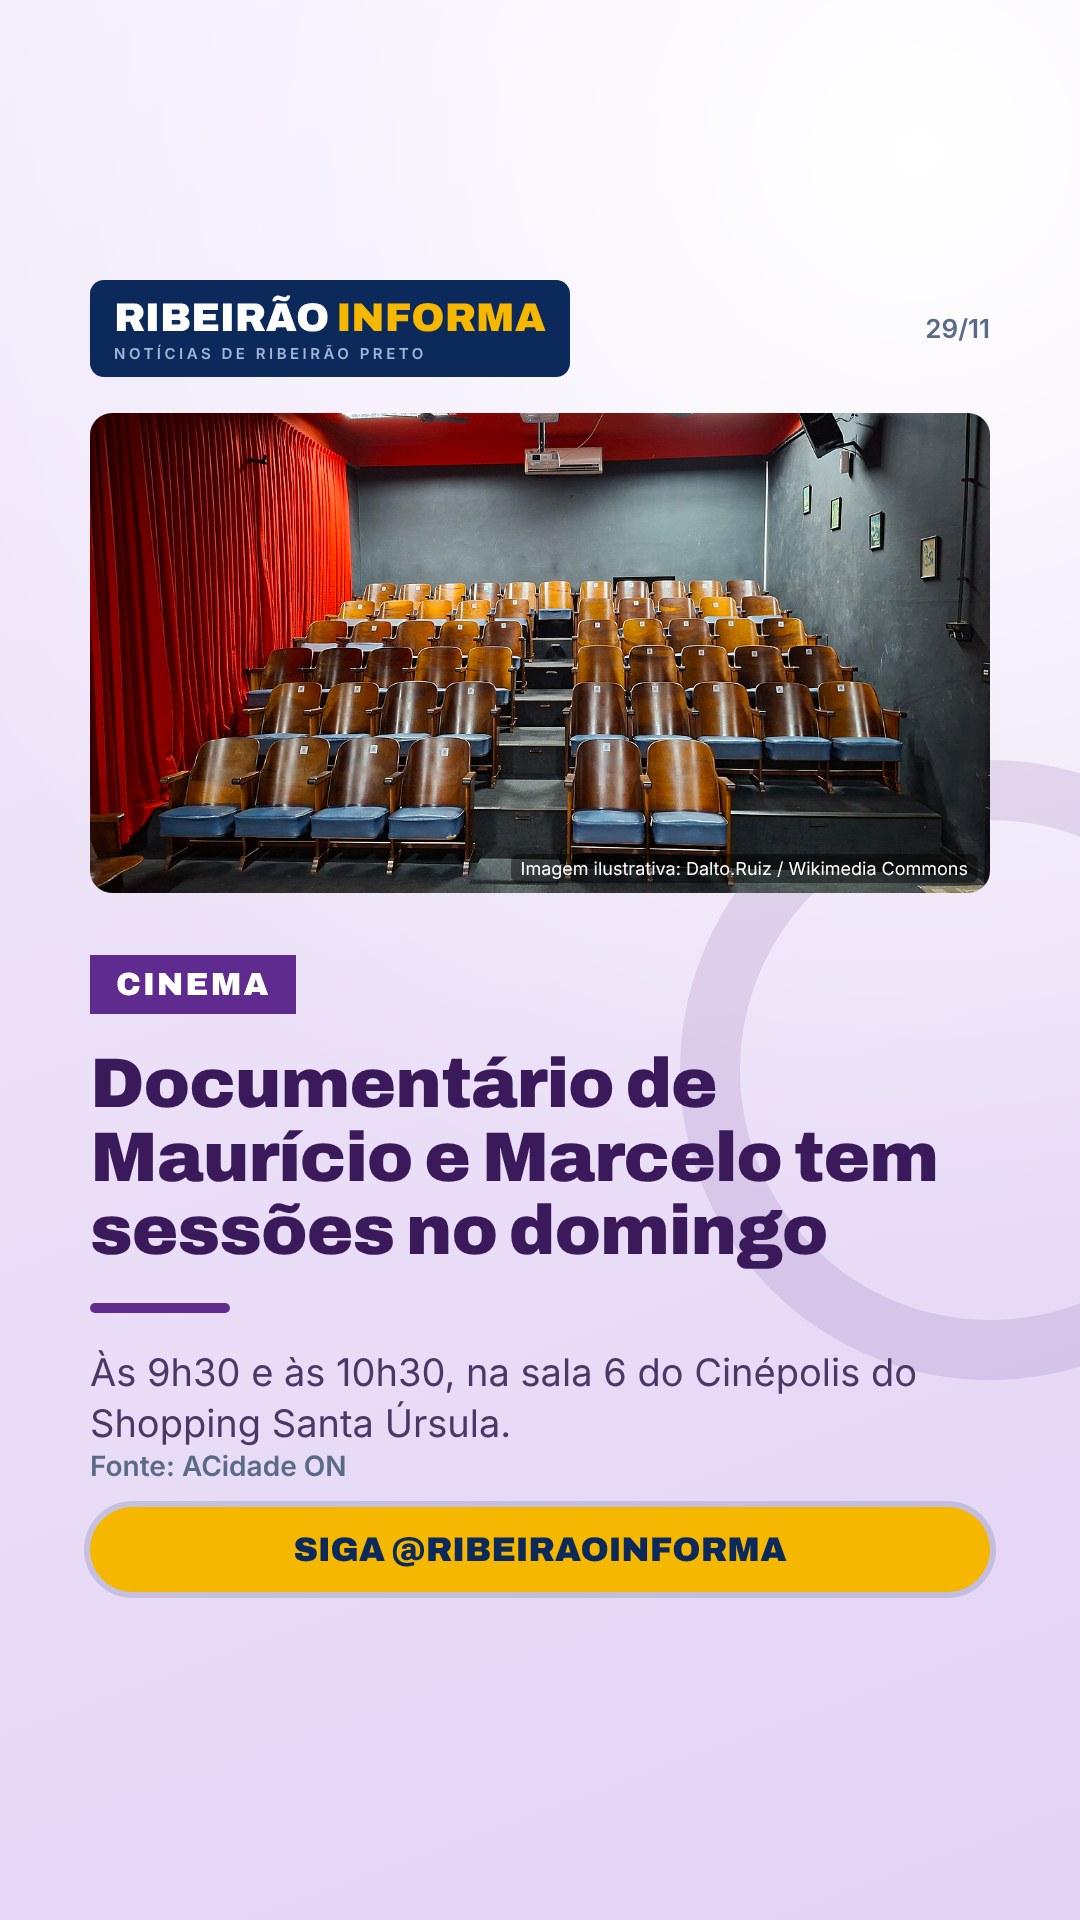 RIBEIRÃO INFORMA
NOTÍCIAS DE RIBEIRÃO PRETO
29/11
Imagem ilustrativa: Dalto.Ruiz / Wikimedia Commons
CINEMA
Documentário de
Maurício e Marcelo tem
sessões no domingo
Às 9h30 e às 10h30, na sala 6 do Cinépolis do
Shopping Santa Úrsula.
Fonte: ACidade ON
SIGA @RIBEIRAOINFORMA